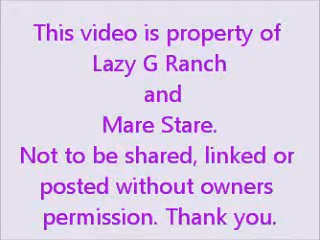 This video is property of
Lazy G Ranch
and
Mare Stare.
Not to be shared, linked or
posted without owners
permission. Thank you.